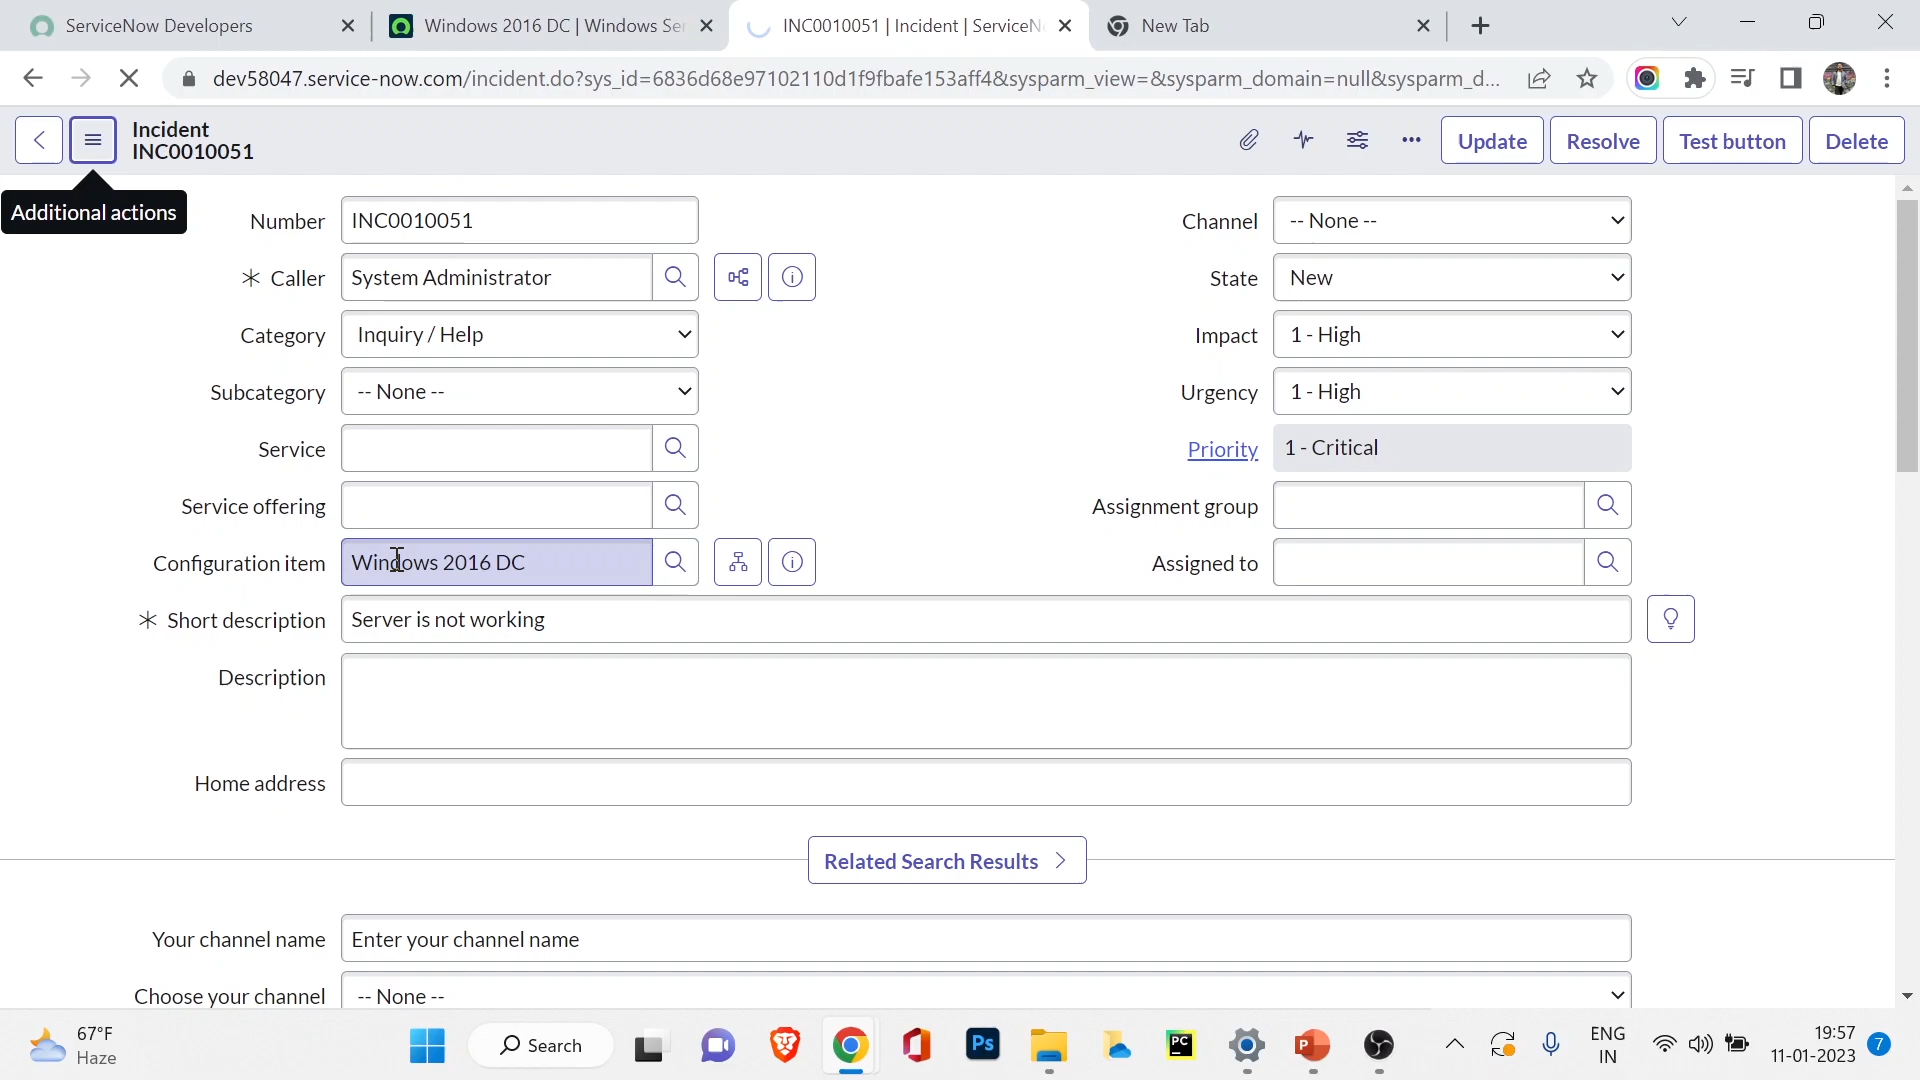 ServiceNow Developers
Windows 2016 DC | Windows Ser
INC0010051 | Incident | ServiceN
New Tab
dev58047.service-now.com/incident.do?sys_id=6836d68e97102110d1f9fbafe153aff4&sysparm_view=&sysparm_domain=null&sysparm_d...
Incident
INC0010051
Update
Resolve
Test button
Delete
Additional actions
Number
INC0010051
Channel
-- None --
Caller
System Administrator
State
New
Category
Inquiry / Help
Impact
1 - High
Subcategory
-- None --
Urgency
1 - High
Service
Priority
1 - Critical
Service offering
Assignment group
Configuration item
Windows 2016 DC
Assigned to
Short description
Server is not working
Description
Home address
Related Search Results
Your channel name
Enter your channel name
Choose your channel
-- None --
67°F
Haze
Search
Ps
PC
P
ENG
IN
19:57
11-01-2023
7